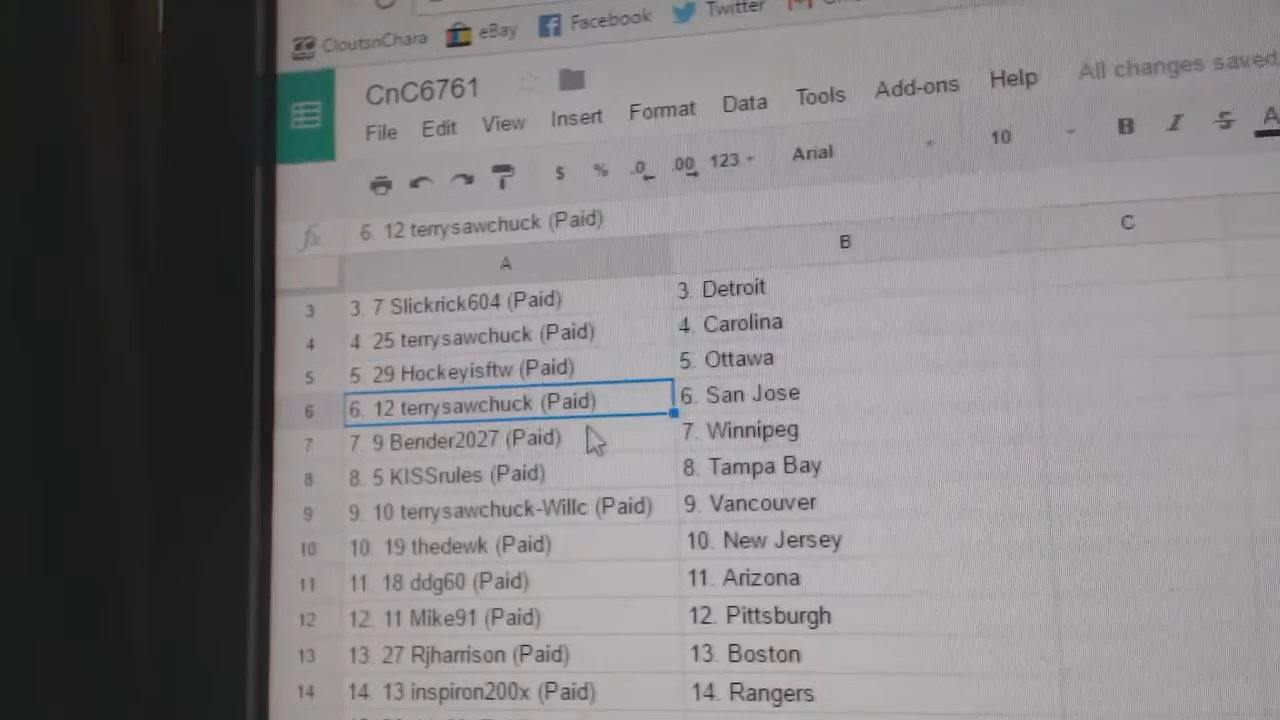 CloutsnChara eBay Facebook Twitter
CnC6761
File Edit View Insert Format Data Tools Add-ons Help All changes saved
$ % .0 .00 123 Arial 10 B I S A
fx 6. 12 terrysawchuck (Paid)
A B C
3 3. 7 Slickrick604 (Paid) 3. Detroit
4 4. 25 terrysawchuck (Paid) 4. Carolina
5 5. 29 Hockeyisftw (Paid) 5. Ottawa
6 6. 12 terrysawchuck (Paid) 6. San Jose
7 7. 9 Bender2027 (Paid) 7. Winnipeg
8 8. 5 KISSrules (Paid) 8. Tampa Bay
9 9. 10 terrysawchuck-Willc (Paid) 9. Vancouver
10 10. 19 thedewk (Paid) 10. New Jersey
11 11. 18 ddg60 (Paid) 11. Arizona
12 12. 11 Mike91 (Paid) 12. Pittsburgh
13 13. 27 Rjharrison (Paid) 13. Boston
14 14. 13 inspiron200x (Paid) 14. Rangers